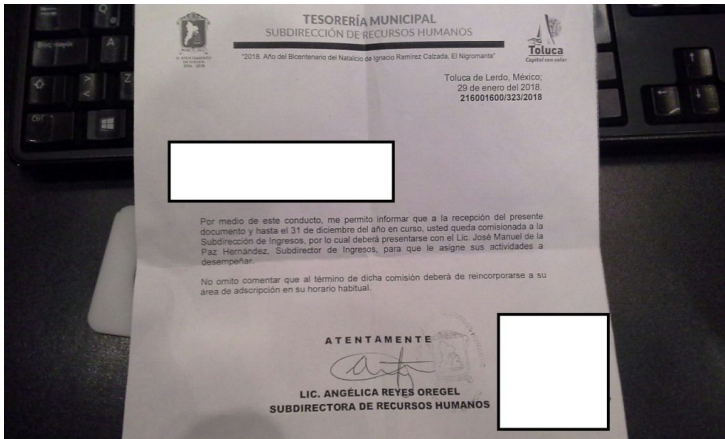 TESORERÍA MUNICIPAL
SUBDIRECCIÓN DE RECURSOS HUMANOS
"2018. Año del Bicentenario del Natalicio de Ignacio Ramírez Calzada, El Nigromante"
Toluca
Capital con valor
Toluca de Lerdo, México;
29 de enero del 2018.
216001600/323/2018
Por medio de este conducto, me permito informar que a la recepción del presente
documento y hasta el 31 de diciembre del año en curso, usted queda comisionada a la
Subdirección de Ingresos, por lo cual deberá presentarse con el Lic. José Manuel de la
Paz Hernández, Subdirector de Ingresos, para que le asigne sus actividades a
desempeñar.
No omito comentar que al término de dicha comisión deberá de reincorporarse a su
área de adscripción en su horario habitual.
ATENTAMENTE
LIC. ANGÉLICA REYES OREGEL
SUBDIRECTORA DE RECURSOS HUMANOS
Bloq mayús
A
Z
Ctrl
Q